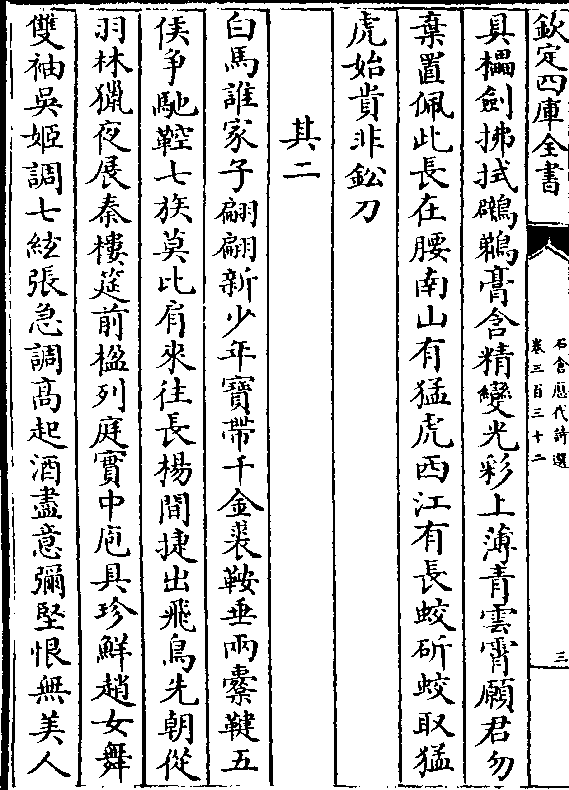 欽定四庫全書
石倉歷代詩選
卷三百三十二
三
具櫑劍拂拭鸊鵜膏含精變光彩上薄青雲霄願君勿
棄置佩此長在腰南山有猛虎西江有長蛟斫蛟取猛
虎始貴非鈆刀
其二
白馬誰家子翩翩新少年寶帶千金裘鞍垂兩櫜鞬五
侯爭馳鞚七族莫比肩來往長楊間捷出飛鳥先朝從
羽林獵夜展秦樓筵前楹列庭實中庖具珍鮮趙女舞
雙袖吳姬調七絃張急調髙起酒盡意彌堅恨無美人